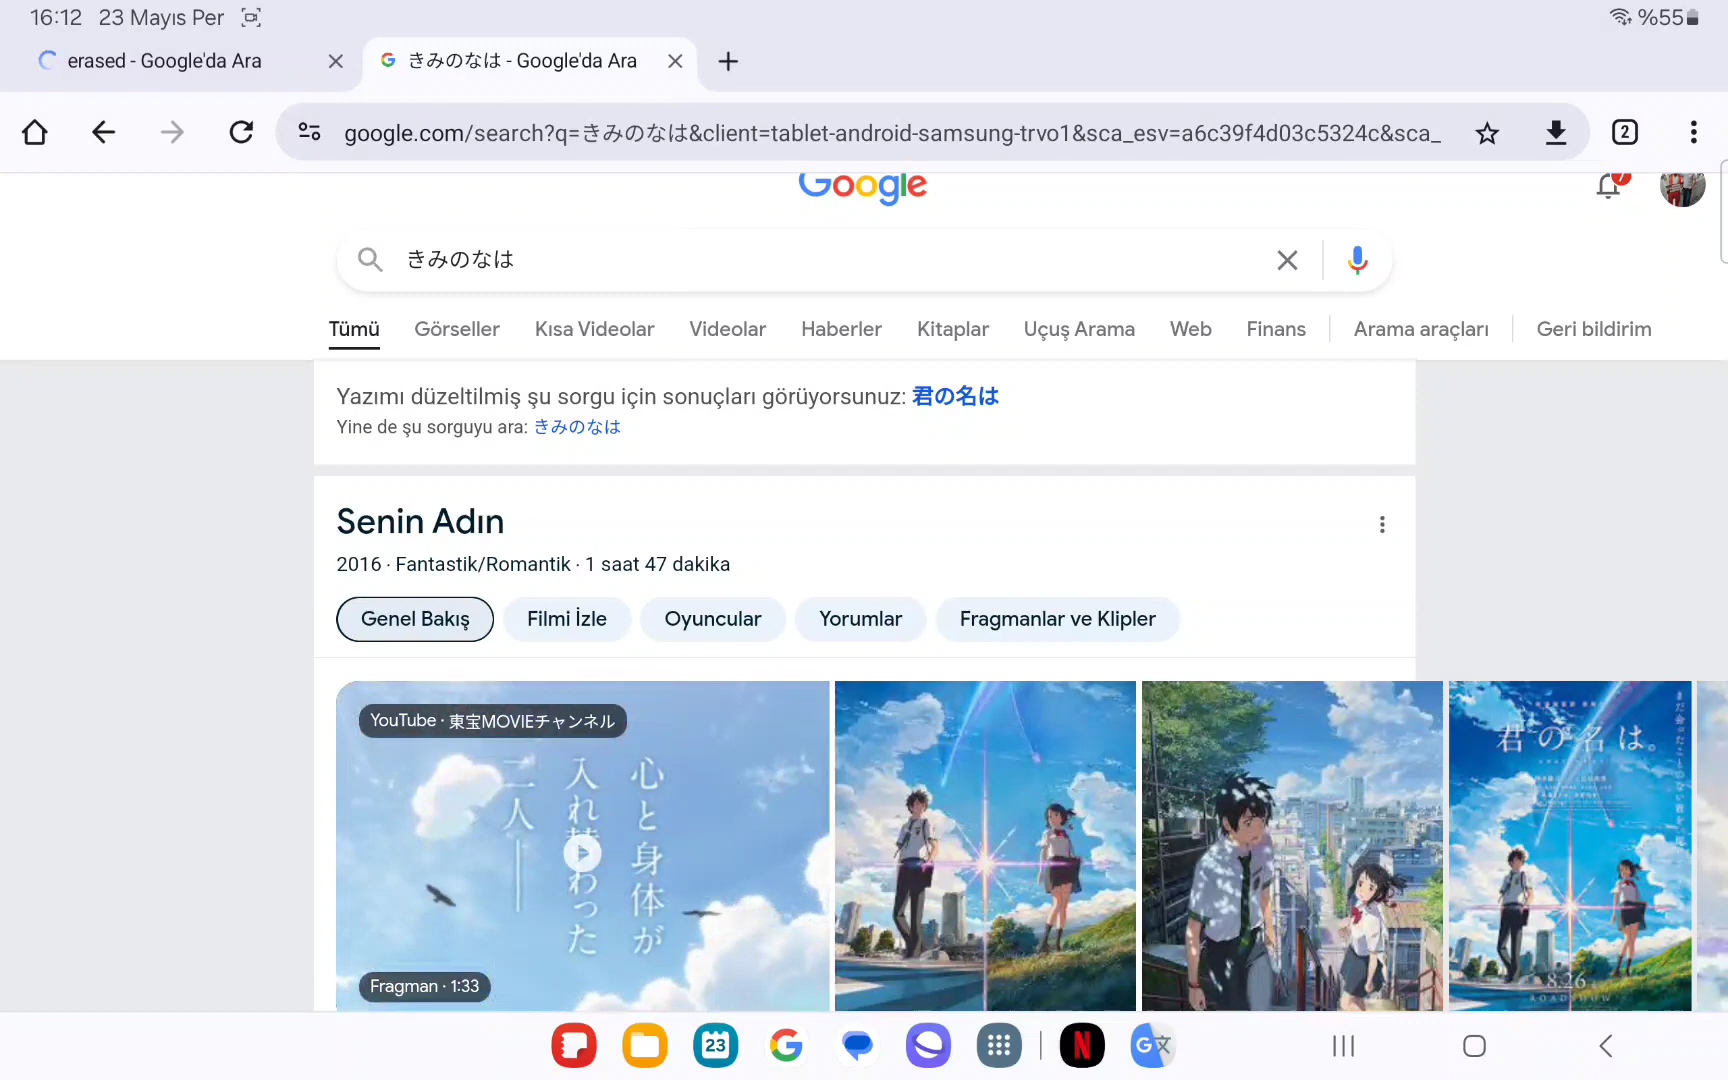 16:12 23 Mayıs Per %55
erased - Google'da Ara
きみのなは - Google'da Ara
google.com/search?q=きみのなは&client=tablet-android-samsung-trvo1&sca_esv=a6c39f4d03c5324c&sca_
2
Google
7
きみのなは
Tümü Görseller Kısa Videolar Videolar Haberler Kitaplar Uçuş Arama Web Finans Arama araçları Geri bildirim
Yazımı düzeltilmiş şu sorgu için sonuçları görüyorsunuz: 君の名は
Yine de şu sorguyu ara: きみのなは
Senin Adın
2016 · Fantastik/Romantik · 1 saat 47 dakika
Genel Bakış Filmi İzle Oyuncular Yorumlar Fragmanlar ve Klipler
YouTube · 東宝MOVIEチャンネル
心と身体が
入れ替わった
二人──
Fragman · 1:33
君の名は。
8.26
ROADSHOW
23
G
N
G文